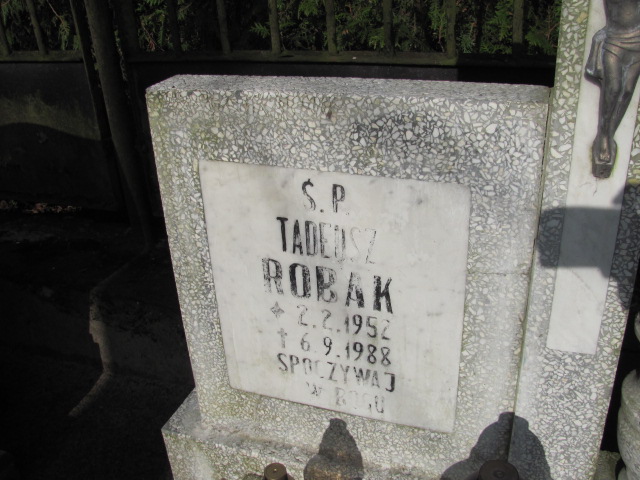 Ś. P.
TADEUSZ
ROBAK
* 2.2.1952
† 6.9.1988
SPOCZYWAJ
W BOGU